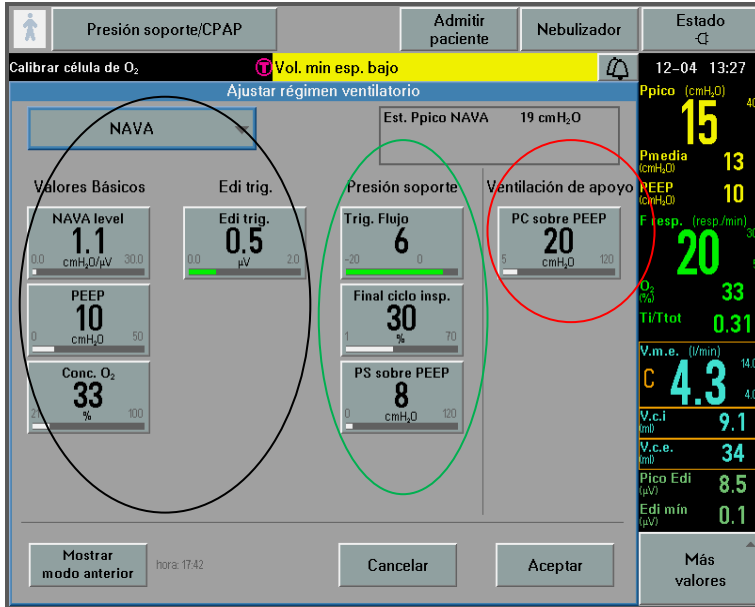 Presión soporte/CPAP
Admitir
paciente
Nebulizador
Estado
Calibrar célula de O₂
T Vol. min esp. bajo
12-04 13:27
Ajustar régimen ventilatorio
NAVA
Est. Ppico NAVA 19 cmH₂O
Valores Básicos
Edi trig.
Presión soporte
Ventilación de apoyo
NAVA level
1.1
0.0 cmH₂O/µV 30.0
Edi trig.
0.5
0.0 µV 2.0
Trig. Flujo
6
-20 0
PC sobre PEEP
20
5 cmH₂O 120
PEEP
10
0 cmH₂O 50
Final ciclo insp.
30
1 % 70
Conc. O₂
33
21 % 100
PS sobre PEEP
8
0 cmH₂O 120
Mostrar
modo anterior
hora: 17:42
Cancelar
Aceptar
Ppico (cmH₂O)
15
40
Pmedia
(cmH₂O)
13
PEEP
(cmH₂O)
10
F resp. (resp./min)
20
30
O₂
(%)
33
Ti/Ttot
0.31
V.m.e. (l/min)
C 4.3
14.0
4.0
V.c.i
(ml)
9.1
V.c.e.
(ml)
34
Pico Edi
(µV)
8.5
Edi mín
(µV)
0.1
Más
valores